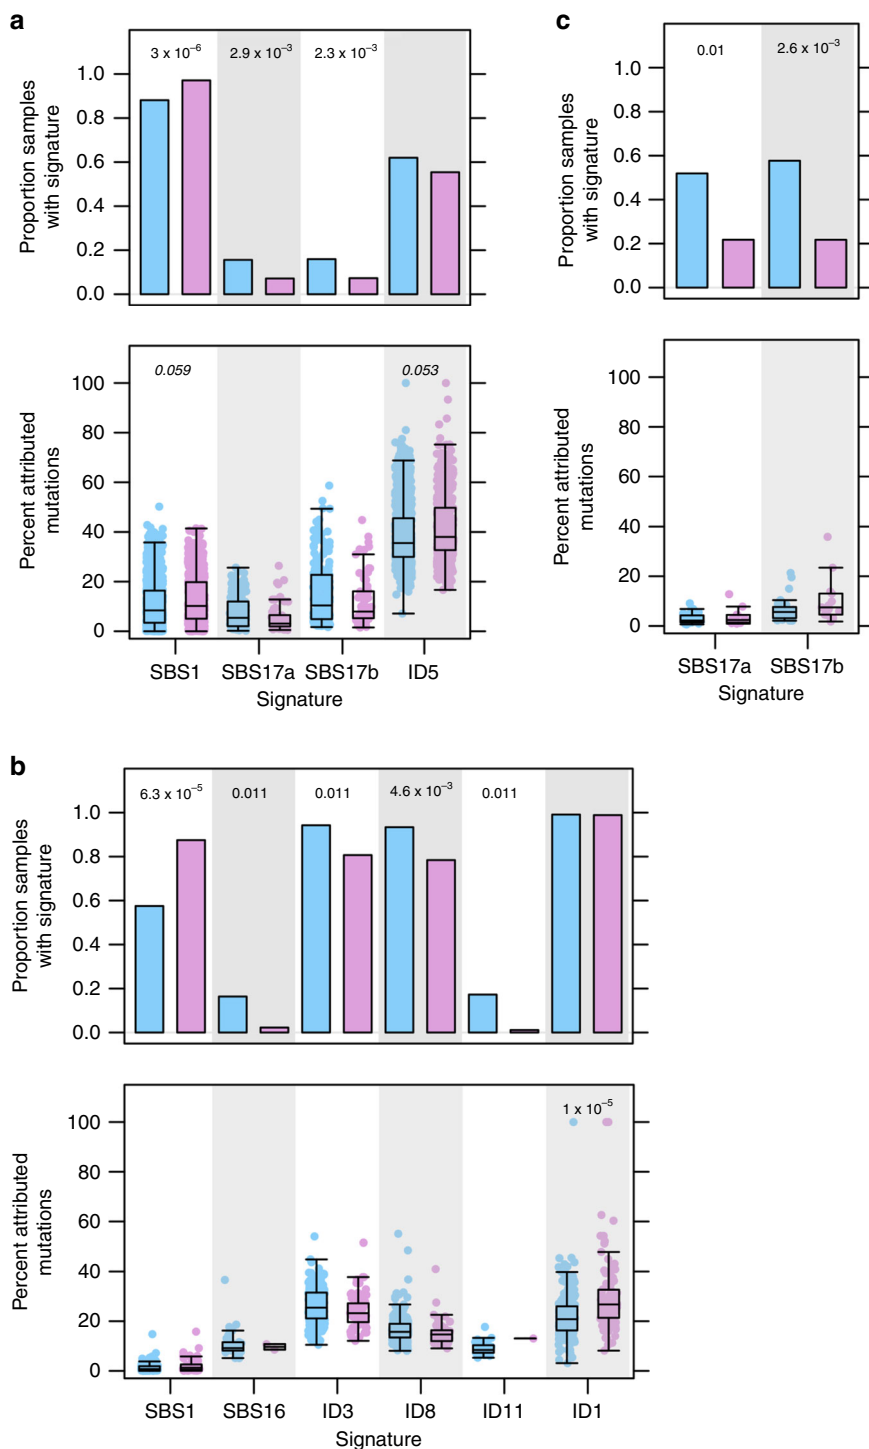 a
3 x 10⁻⁶ 2.9 x 10⁻³ 2.3 x 10⁻³
1.0
0.8
0.6
0.4
0.2
0.0
Proportion samples
with signature
0.059 0.053
100
80
60
40
20
0
Percent attributed
mutations
SBS1 SBS17a SBS17b ID5
Signature
c
0.01 2.6 x 10⁻³
1.0
0.8
0.6
0.4
0.2
0.0
Proportion samples
with signature
100
80
60
40
20
0
Percent attributed
mutations
SBS17a SBS17b
Signature
b
6.3 x 10⁻⁵ 0.011 0.011 4.6 x 10⁻³ 0.011
1.0
0.8
0.6
0.4
0.2
0.0
Proportion samples
with signature
1 x 10⁻⁵
100
80
60
40
20
0
Percent attributed
mutations
SBS1 SBS16 ID3 ID8 ID11 ID1
Signature